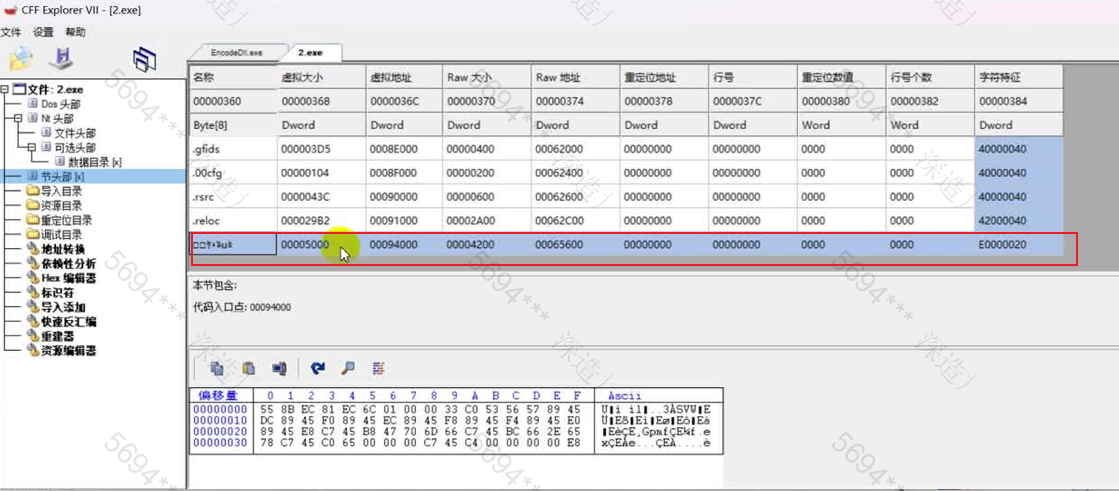 CFF Explorer VII - [2.exe]
文件 设置 帮助
EncodeDll.exe 2.exe
文件: 2.exe
Dos 头部
Nt 头部
文件头部
可选头部
数据目录 [x]
节头部 [x]
导入目录
资源目录
重定位目录
调试目录
地址转换
依赖性分析
Hex 编辑器
标识符
导入添加
快速反汇编
重建器
资源编辑器
名称 虚拟大小 虚拟地址 Raw 大小 Raw 地址 重定位地址 行号 重定位数值 行号个数 字符特征
00000360 00000368 0000036C 00000370 00000374 00000378 0000037C 00000380 00000382 00000384
Byte[8] Dword Dword Dword Dword Dword Dword Word Word Dword
.gfids 000003D5 0008E000 00000400 00062000 00000000 00000000 0000 0000 40000040
.00cfg 00000104 0008F000 00000200 00062400 00000000 00000000 0000 0000 40000040
.rsrc 0000043C 00090000 00000600 00062600 00000000 00000000 0000 0000 40000040
.reloc 000029B2 00091000 00002A00 00062C00 00000000 00000000 0000 0000 42000040
00005000 00094000 00004200 00065600 00000000 00000000 0000 0000 E0000020
本节包含:
代码入口点: 00094000
偏移量 0 1 2 3 4 5 6 7 8 9 A B C D E F Ascii
00000000 55 8B EC 81 EC 6C 01 00 00 33 C0 53 56 57 89 45
00000010 DC 89 45 F0 89 45 EC 89 45 F8 89 45 F4 89 45 E0
00000020 89 45 E8 C7 45 B8 47 70 6D 66 C7 45 BC 66 2E 65
00000030 78 C7 45 C0 65 00 00 00 C7 45 C4 00 00 00 00 E8
5694***
深造